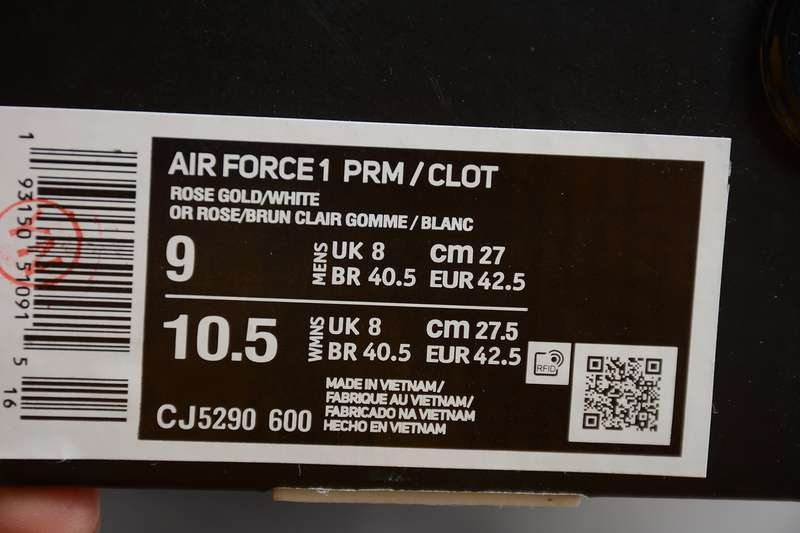 AIR FORCE 1 PRM / CLOT
ROSE GOLD/WHITE
OR ROSE/BRUN CLAIR GOMME / BLANC
9 MENS UK 8 cm 27
BR 40.5 EUR 42.5
10.5 WMNS UK 8 cm 27.5
BR 40.5 EUR 42.5
RFID
CJ5290 600
MADE IN VIETNAM/
FABRIQUE AU VIETNAM/
FABRICADO NA VIETNAM
HECHO EN VIETNAM
1 93150 51091 5 16